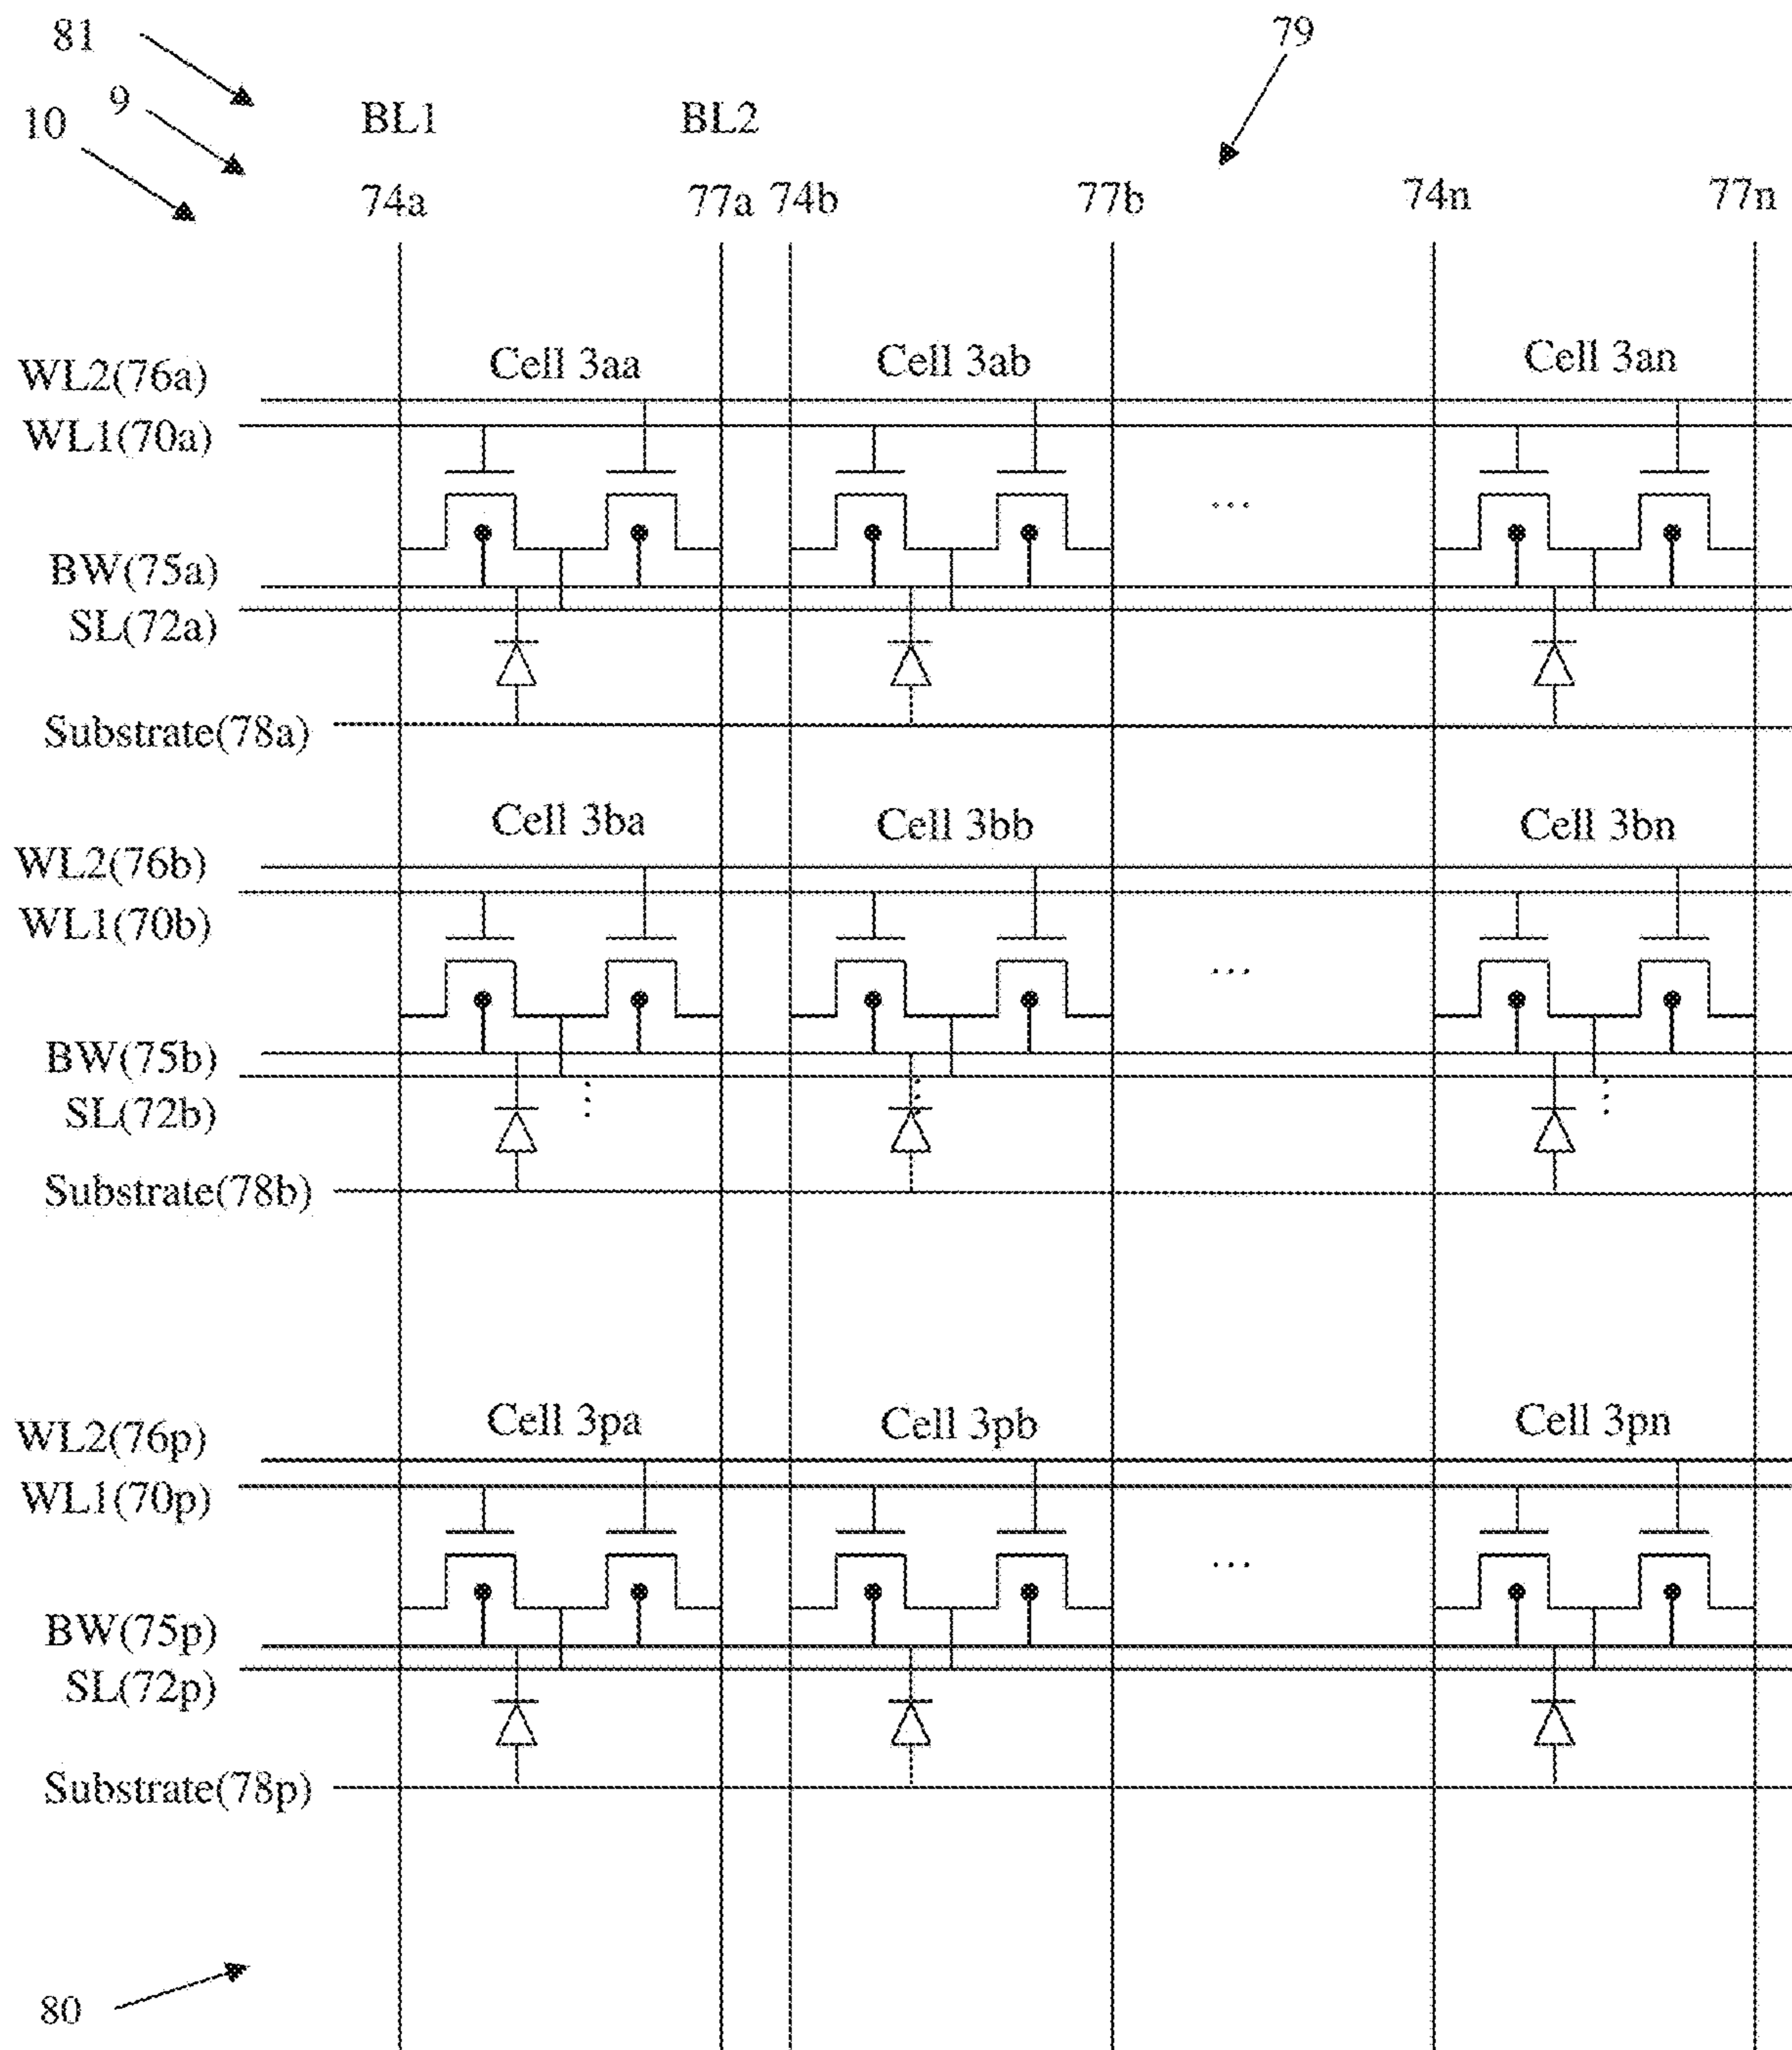 81
79
9
10
BL1 BL2
74a 77a 74b 77b 74n 77n
WL2(76a) Cell 3aa Cell 3ab Cell 3an
WL1(70a)
...
BW(75a)
SL(72a)
Substrate(78a)
Cell 3ba Cell 3bb Cell 3bn
WL2(76b)
WL1(70b)
...
BW(75b)
SL(72b)
Substrate(78b)
WL2(76p) Cell 3pa Cell 3pb Cell 3pn
WL1(70p)
...
BW(75p)
SL(72p)
Substrate(78p)
80